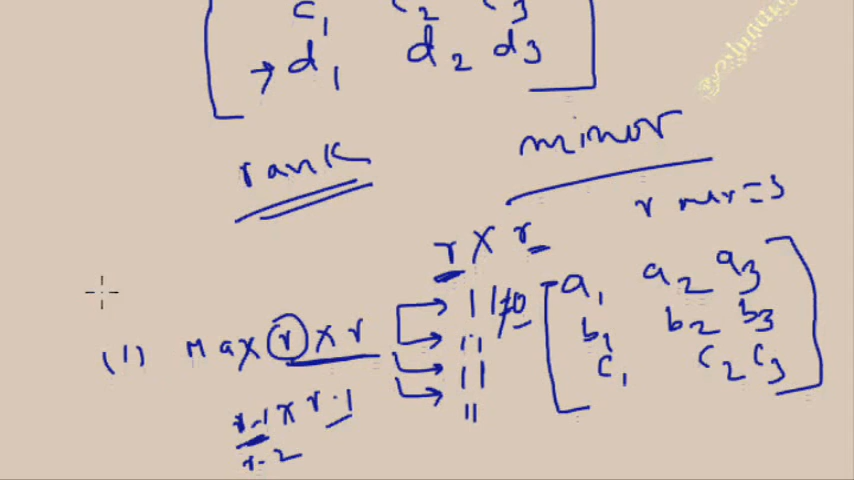 c₁ c₂ c₃
→ d₁ d₂ d₃
rank
minor
r max = 3
r × r
a₁ a₂ a₃
b₁ b₂ b₃
c₁ c₂ c₃
(1) Max r × r
| | ≠ 0
| |
| |
| |
r-1 × r-1
r-2